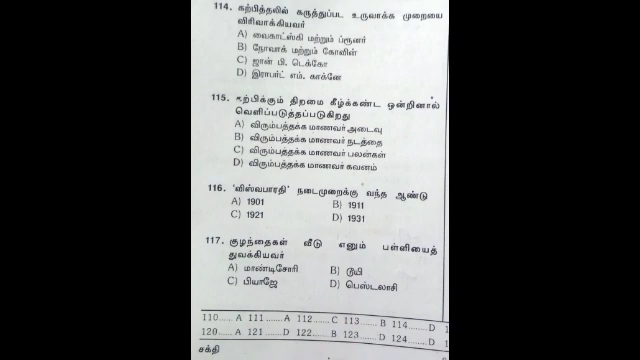 114. கற்பித்தலில் கருத்துப்பட உருவாக்க முறையை
விரிவாக்கியவர்
A) வைகாட்ஸ்கி மற்றும் ப்ரூனர்
B) நோவாக் மற்றும் கோவின்
C) ஜான் பி. டெக்கோ
D) இராபர்ட் எம். காக்னே
115. கற்பிக்கும் திறமை கீழ்க்கண்ட ஒன்றினால்
வெளிப்படுத்தப்படுகிறது
A) விரும்பத்தக்க மாணவர் அடைவு
B) விரும்பத்தக்க மாணவர் நடத்தை
C) விரும்பத்தக்க மாணவர் பலன்கள்
D) விரும்பத்தக்க மாணவர் கவனம்
116. 'விஸ்வபாரதி' நடைமுறைக்கு வந்த ஆண்டு
A) 1901 B) 1911
C) 1921 D) 1931
117. குழந்தைகள் வீடு எனும் பள்ளியைத்
துவக்கியவர்
A) மாண்டிசோரி B) டூயி
C) பியாஜே D) பெஸ்டலாசி
110...... A 111....... A 112...... C 113...... B 114...... D
120...... A 121...... D 122...... B 123...... D 124...... D
சக்தி